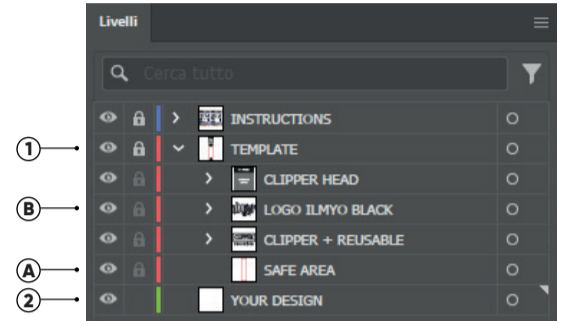 Livelli
Cerca tutto
INSTRUCTIONS
1 TEMPLATE
CLIPPER HEAD
B LOGO ILMYO BLACK
CLIPPER + REUSABLE
A SAFE AREA
2 YOUR DESIGN